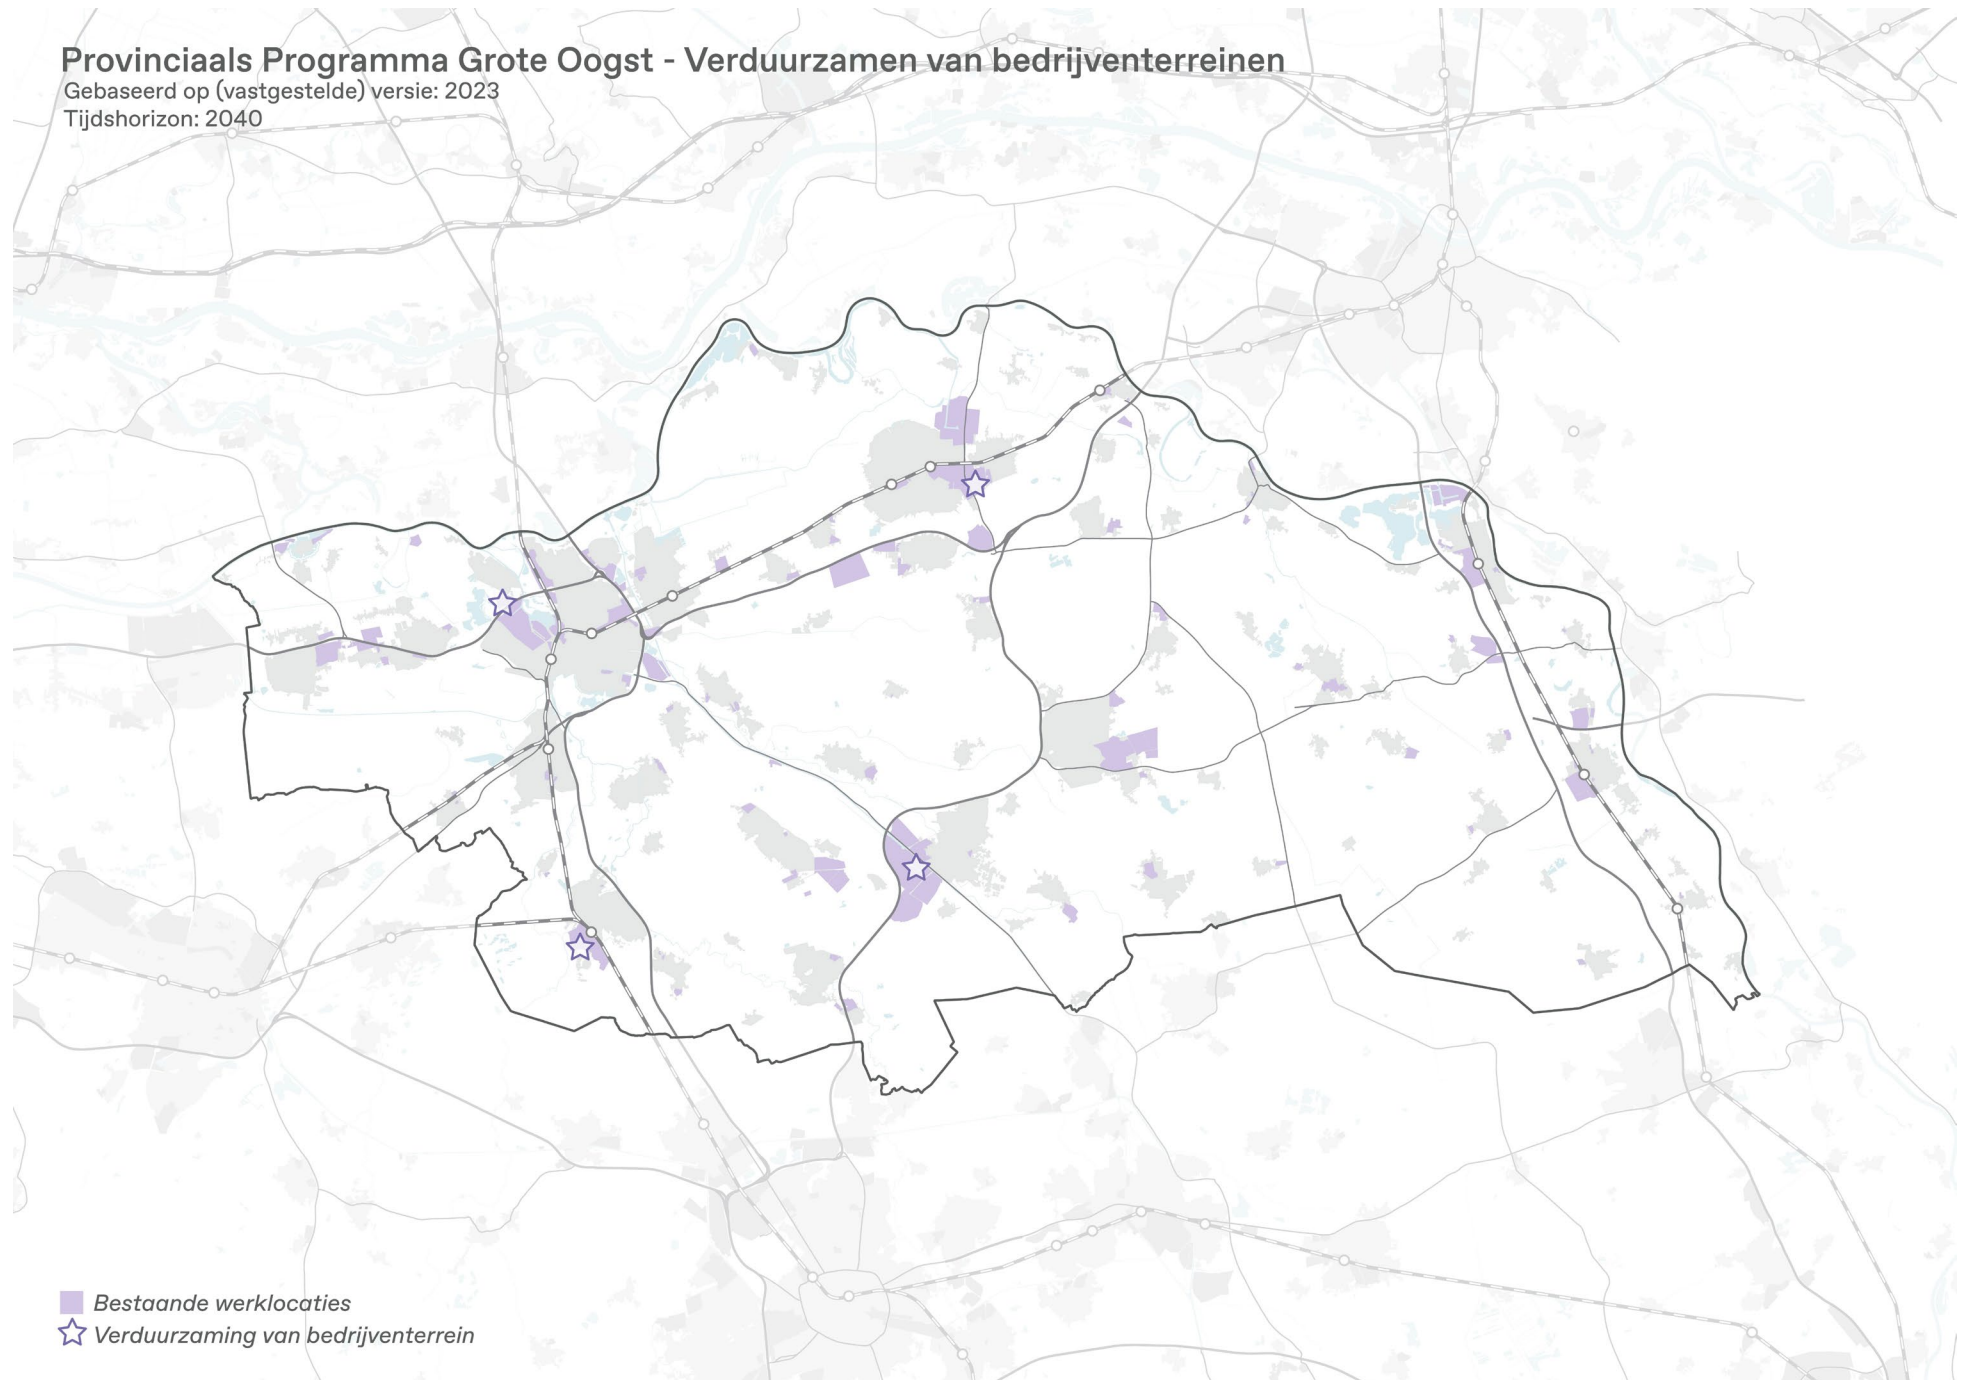 Provinciaals Programma Grote Oogst - Verduurzamen van bedrijventerreinen
Gebaseerd op (vastgestelde) versie: 2023
Tijdshorizon: 2040
Bestaande werklocaties
Verduurzaming van bedrijventerrein